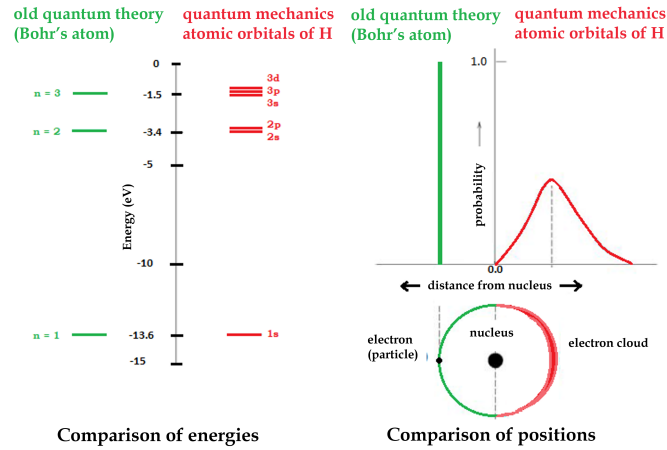 old quantum theory
(Bohr's atom)
quantum mechanics
atomic orbitals of H
0
n = 3
-1.5
3d
3p
3s
n = 2
-3.4
2p
2s
-5
Energy (eV)
-10
n = 1
-13.6
1s
-15
Comparison of energies
old quantum theory
(Bohr's atom)
quantum mechanics
atomic orbitals of H
1.0
probability
0.0
distance from nucleus
electron
(particle)
nucleus
electron cloud
Comparison of positions